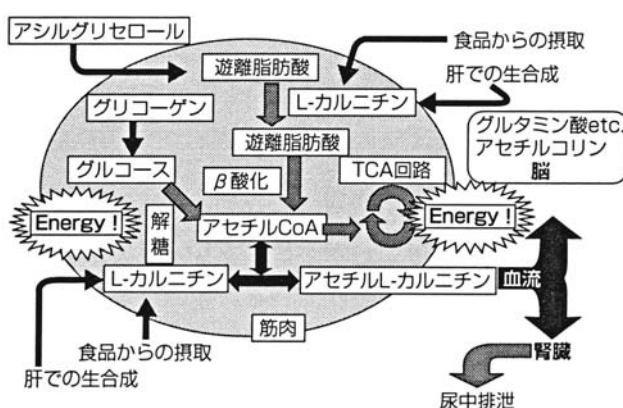 アシルグリセロール
食品からの摂取
遊離脂肪酸
肝での生合成
グリコーゲン
L-カルニチン
グルタミン酸etc.
アセチルコリン
脳
遊離脂肪酸
グルコース
β酸化
TCA回路
Energy！
解糖
アセチルCoA
Energy！
L-カルニチン
アセチルL-カルニチン
血流
筋肉
食品からの摂取
肝での生合成
腎臓
尿中排泄